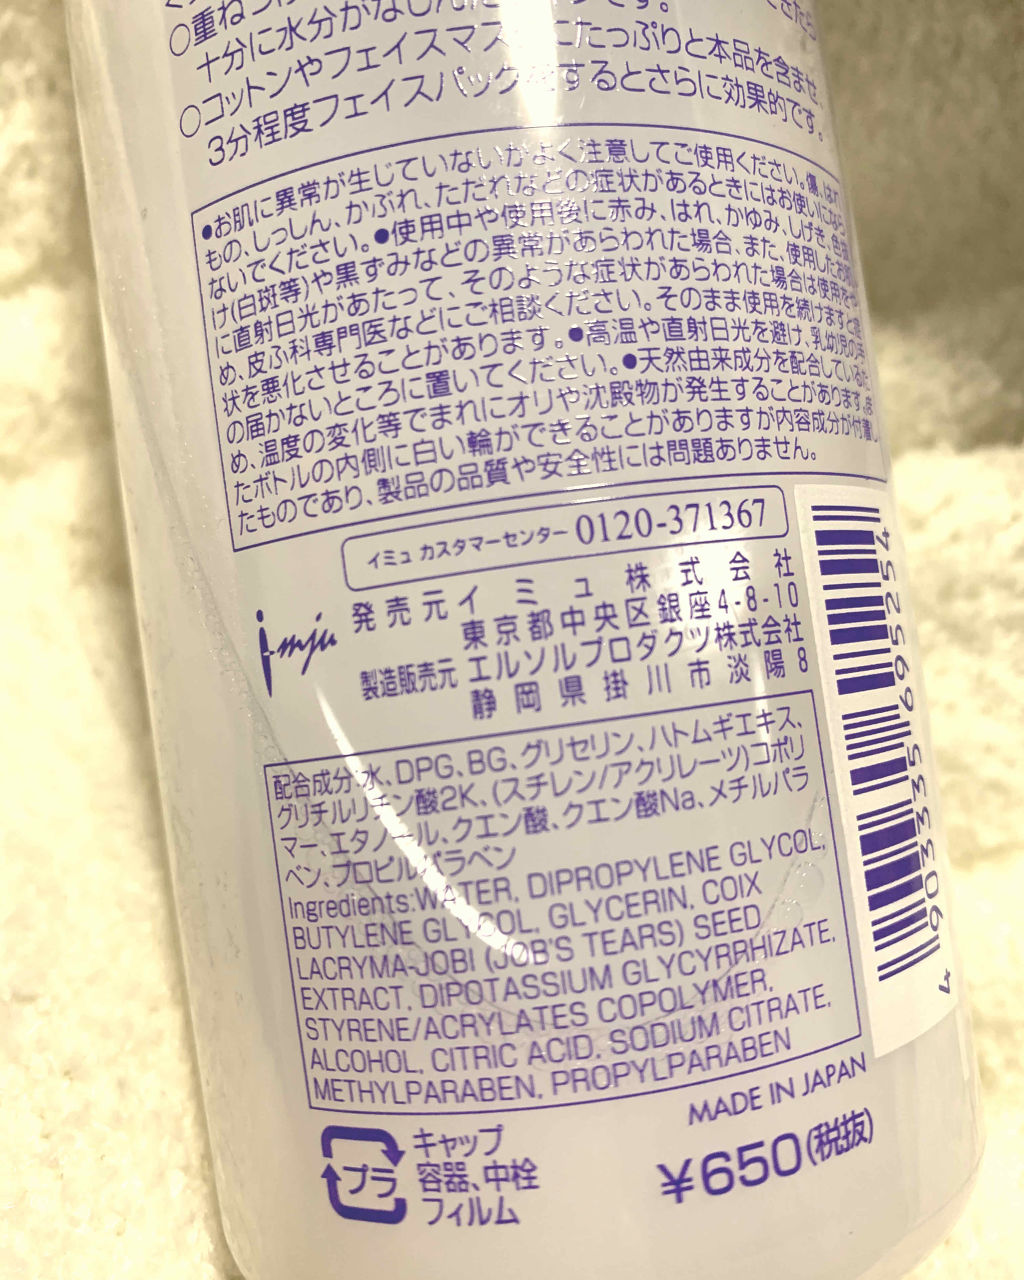 ○重ねづけ
十分に水分がなじんだ
○コットンやフェイスマス にたっぷりと本品を含ませ、
3分程度フェイスパックをするとさらに効果的です。
●お肌に異常が生じていないかよく注意してご使用ください。傷、はれ
もの、しっしん、かぶれ、ただれなどの症状があるときにはお使いになら
ないでください。●使用中や使用後に赤み、はれ、かゆみ、しげき、色抜
け(白斑等)や黒ずみなどの異常があらわれた場合、また、使用したお肌
に直射日光があたって、そのような症状があらわれた場合は使用を
め、皮ふ科専門医などにご相談ください。そのまま使用を続けますと症
状を悪化させることがあります。●高温や直射日光を避け、乳幼児の手
の届かないところに置いてください。●天然由来成分を配合しているた
め、温度の変化等でまれにオリや沈殿物が発生することがあります。ま
たボトルの内側に白い輪ができることがありますが内容成分が付着し
たものであり、製品の品質や安全性には問題ありません。
イミュ カスタマーセンター 0120-371367
imju
発売元 イミュ株式会社
東京都中央区銀座4-8-10
製造販売元 エルソルプロダクツ株式会社
静岡県掛川市淡陽8
配合成分:水、DPG、BG、グリセリン、ハトムギエキス、
グリチルリチン酸2K、(スチレン/アクリレーツ)コポリ
マー、エタノール、クエン酸、クエン酸Na、メチルパラ
ベン、プロピルパラベン
Ingredients:WATER, DIPROPYLENE GLYCOL,
BUTYLENE GLYCOL, GLYCERIN, COIX
LACRYMA-JOBI (JOB'S TEARS) SEED
EXTRACT, DIPOTASSIUM GLYCYRRHIZATE,
STYRENE/ACRYLATES COPOLYMER,
ALCOHOL, CITRIC ACID, SODIUM CITRATE,
METHYLPARABEN, PROPYLPARABEN
MADE IN JAPAN
¥650(税抜)
プラ
キャップ
容器、中栓
フィルム
4 903335 695254